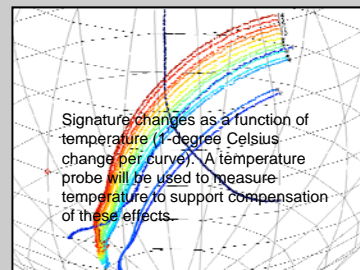 Signature changes as a function of
temperature (1-degree Celsius
change per curve).  A temperature
probe will be used to measure
temperature to support compensation
of these effects.